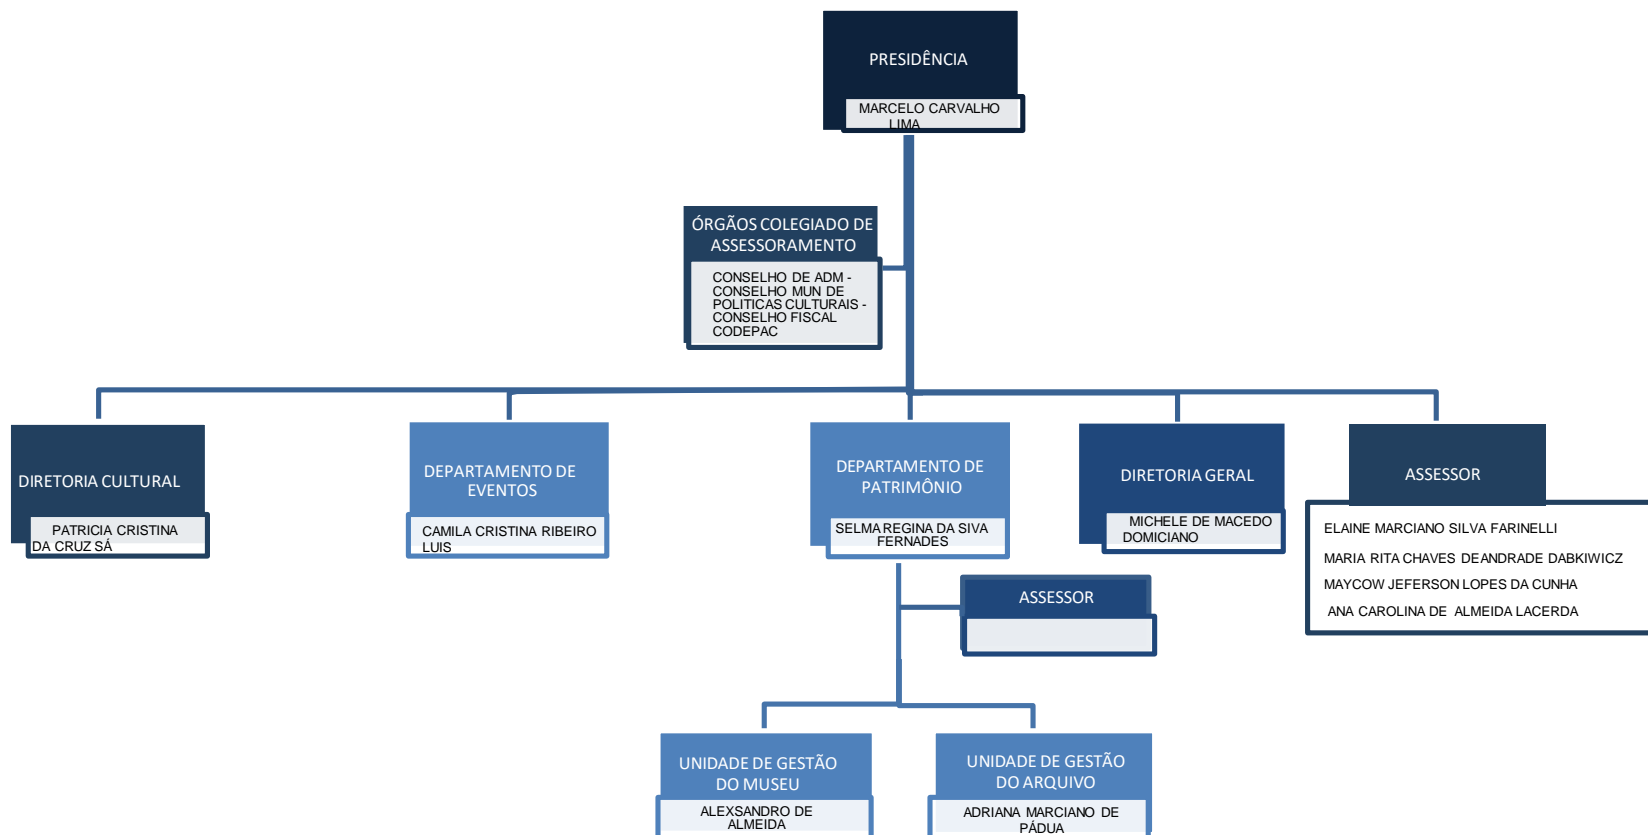 PRESIDÊNCIA
MARCELO CARVALHO
LIMA
ÓRGÃOS COLEGIADO DE
ASSESSORAMENTO
CONSELHO DE ADM -
CONSELHO MUN DE
POLITICAS CULTURAIS -
CONSELHO FISCAL
CODEPAC
DIRETORIA CULTURAL
PATRICIA CRISTINA
DA CRUZ SÁ
DEPARTAMENTO DE
EVENTOS
CAMILA CRISTINA RIBEIRO
LUIS
DEPARTAMENTO DE
PATRIMÔNIO
SELMA REGINA DA SIVA
FERNADES
DIRETORIA GERAL
MICHELE DE MACEDO
DOMICIANO
ASSESSOR
ELAINE MARCIANO SILVA FARINELLI
MARIA RITA CHAVES DEANDRADE DABKIWICZ
MAYCOW JEFERSON LOPES DA CUNHA
ANA CAROLINA DE ALMEIDA LACERDA
ASSESSOR
UNIDADE DE GESTÃO
DO MUSEU
ALEXSANDRO DE
ALMEIDA
UNIDADE DE GESTÃO
DO ARQUIVO
ADRIANA MARCIANO DE
PÁDUA